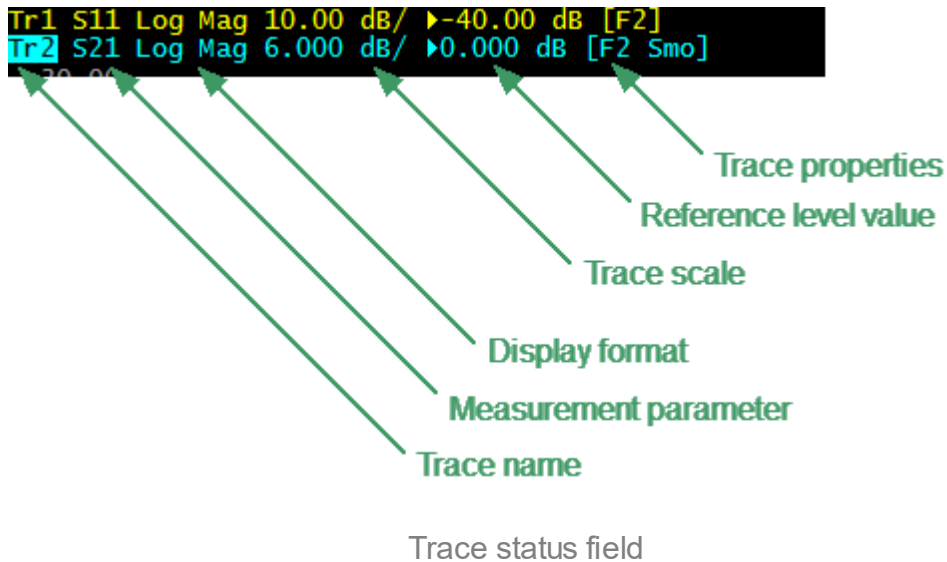 Tr1 S11 Log Mag 10.00 dB/ ▶-40.00 dB [F2]
Tr2 S21 Log Mag 6.000 dB/ ▶0.000 dB [F2 Smo]
Trace properties
Reference level value
Trace scale
Display format
Measurement parameter
Trace name
Trace status field